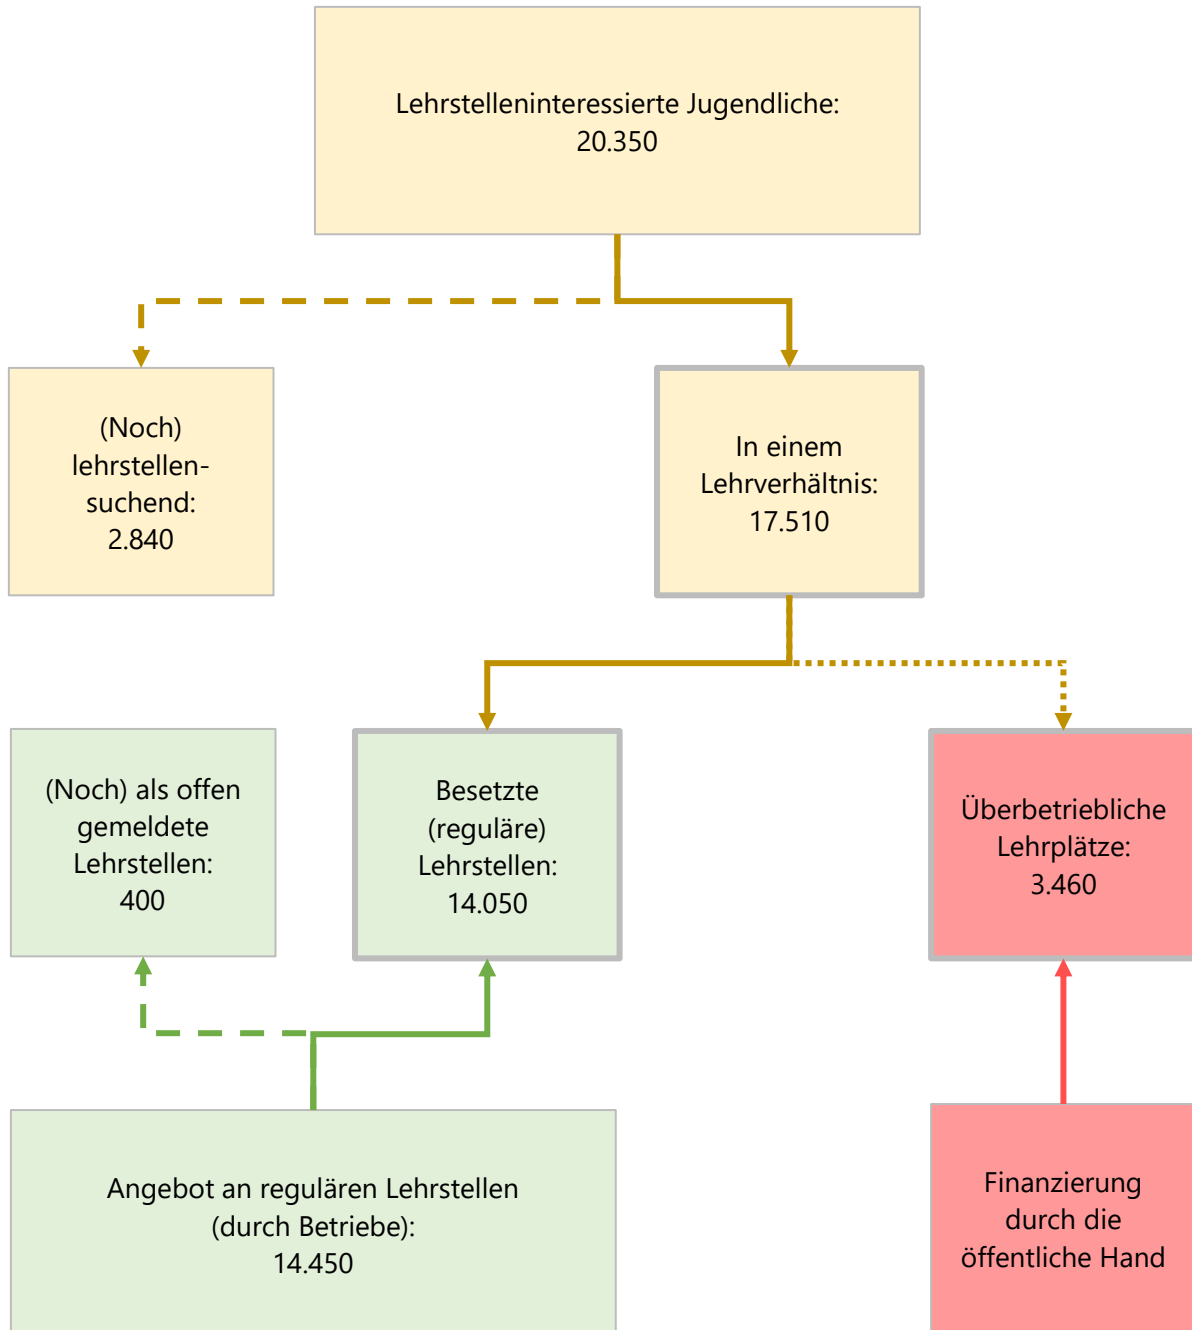 Lehrstelleninteressierte Jugendliche:
20.350
(Noch)
lehrstellen-
suchend:
2.840
In einem
Lehrverhältnis:
17.510
(Noch) als offen
gemeldete
Lehrstellen:
400
Besetzte
(reguläre)
Lehrstellen:
14.050
Überbetriebliche
Lehrplätze:
3.460
Angebot an regulären Lehrstellen
(durch Betriebe):
14.450
Finanzierung
durch die
öffentliche Hand